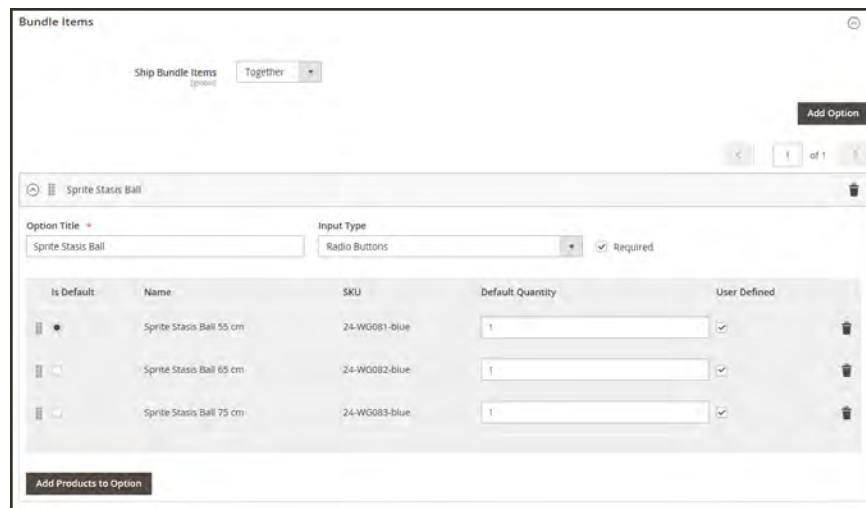 Bundle Items
Ship Bundle Items Together
[global]
Add Option
1 of 1
Sprite Stasis Ball
Option Title * Input Type
Sprite Stasis Ball Radio Buttons Required
Is Default Name SKU Default Quantity User Defined
Sprite Stasis Ball 55 cm 24-WG081-blue 1
Sprite Stasis Ball 65 cm 24-WG082-blue 1
Sprite Stasis Ball 75 cm 24-WG083-blue 1
Add Products to Option